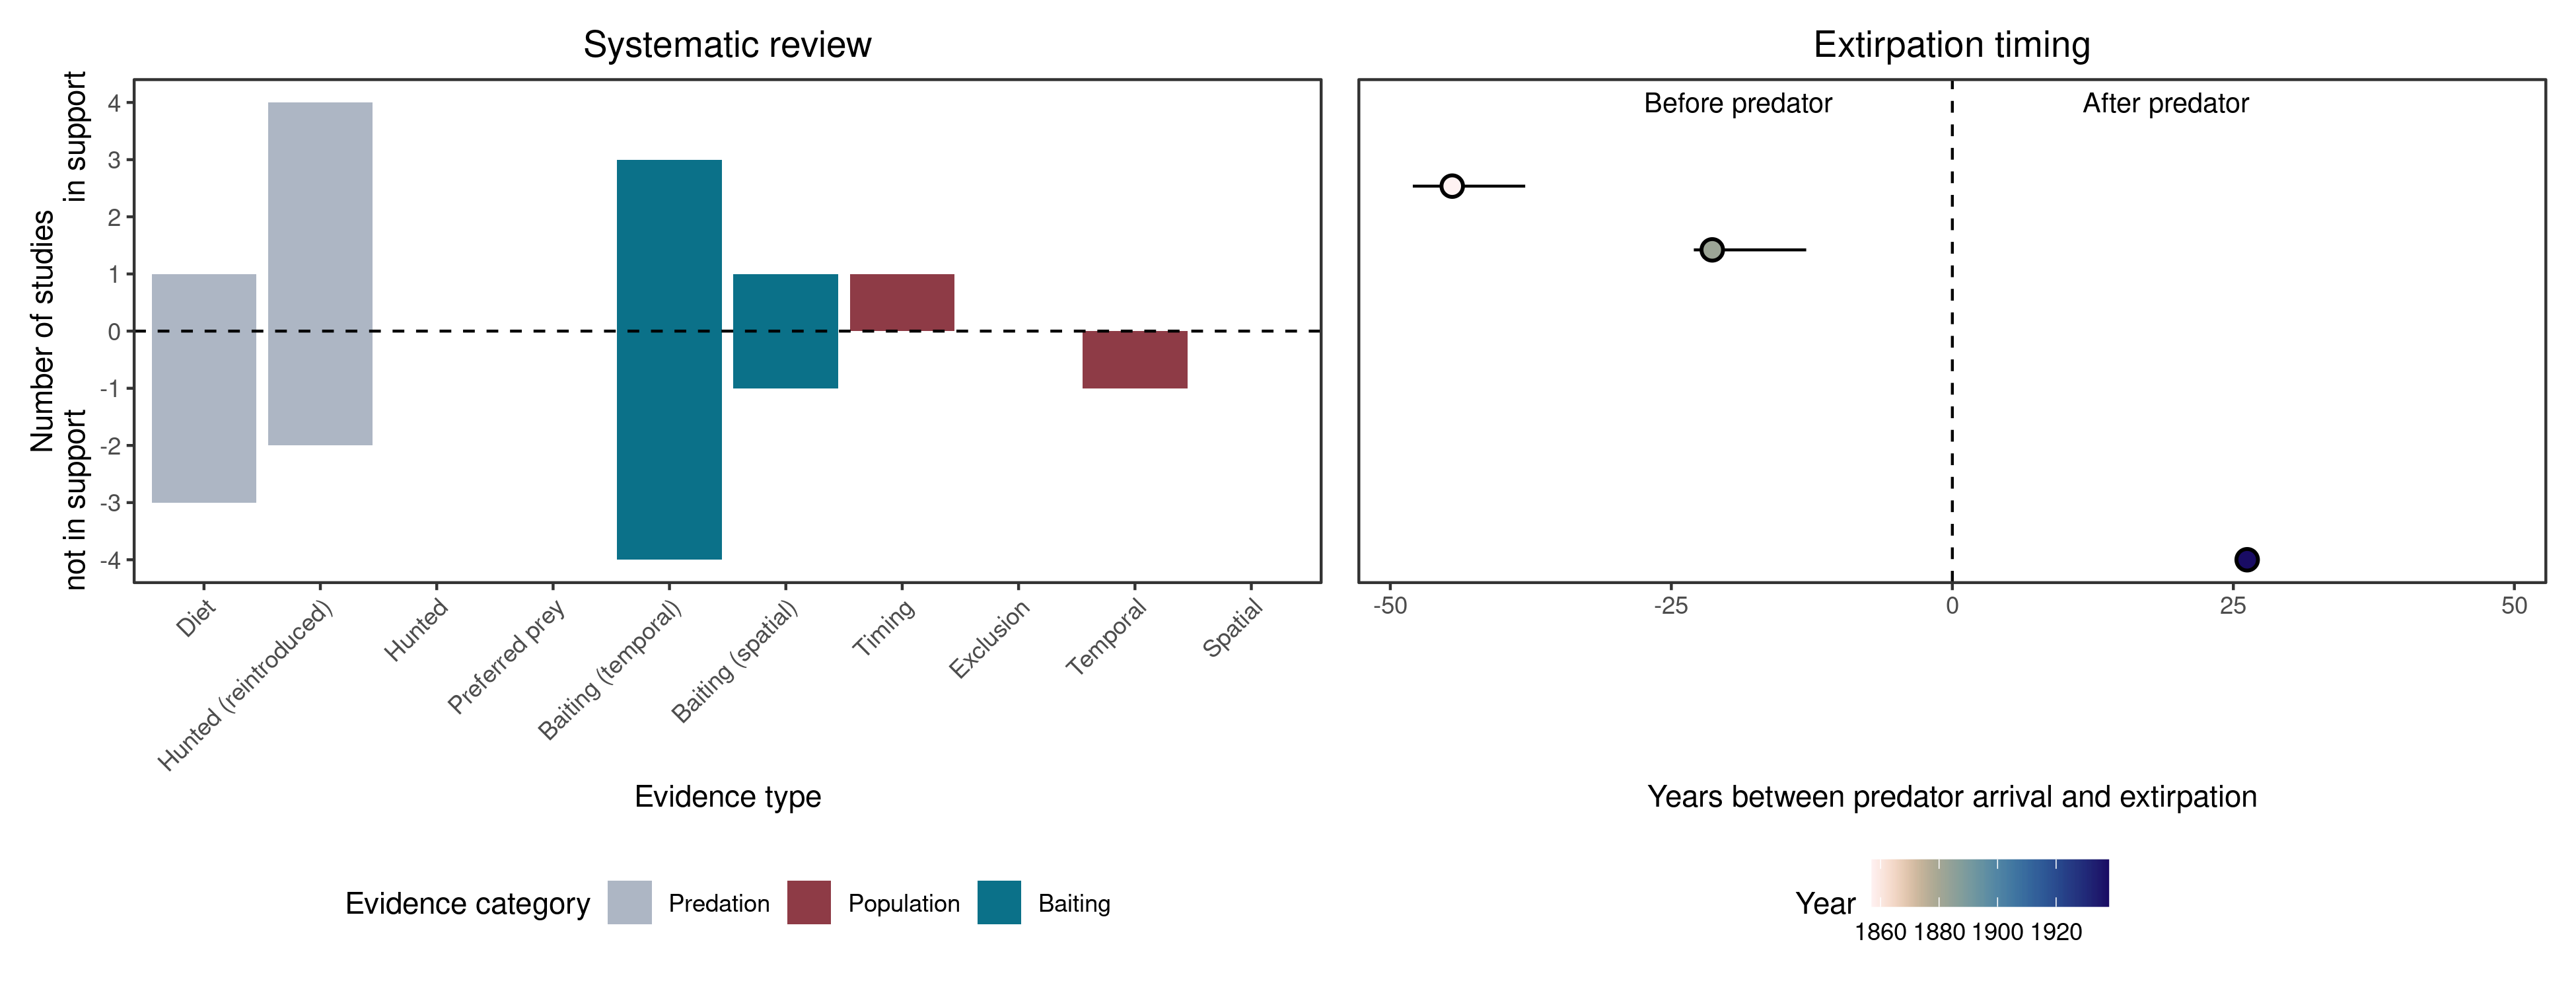 Systematic review
Number of studies
not in support in support
4
3
2
1
0
-1
-2
-3
-4
Diet
Hunted (reintroduced)
Hunted
Preferred prey
Baiting (temporal)
Baiting (spatial)
Timing
Exclusion
Temporal
Spatial
Evidence type
Evidence category Predation Population Baiting
Extirpation timing
Before predator After predator
-50 -25 0 25 50
Years between predator arrival and extirpation
Year
1860 1880 1900 1920